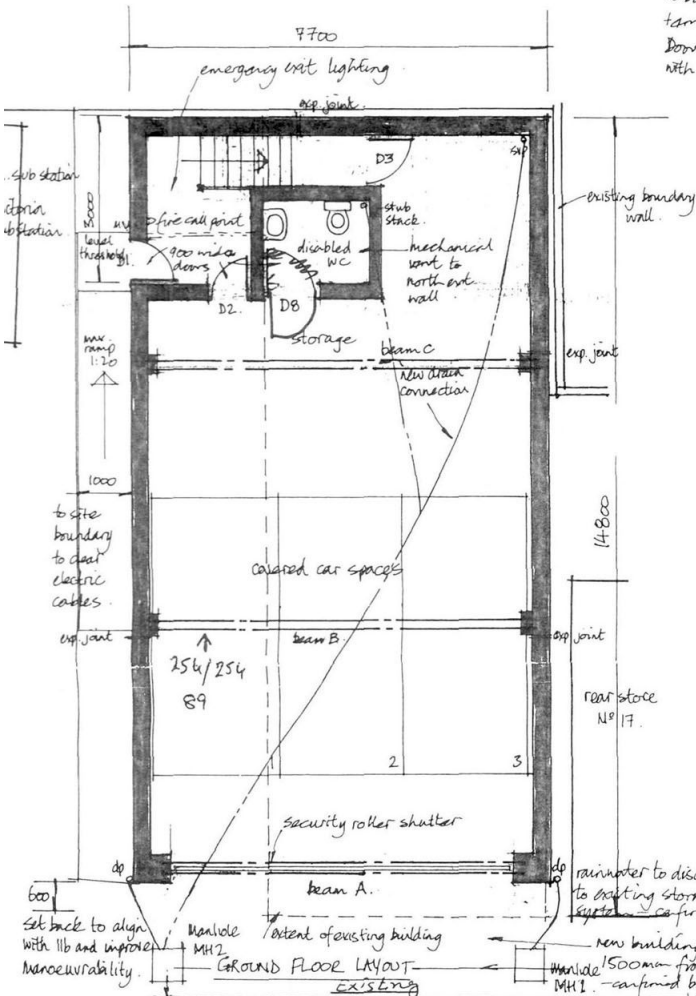 7700
Door
with
emergency exit lighting
exp. joint
sub station
3000
D3
svp
existing boundary
wall.
fire call point
stub
stack.
level
threshold
D1
900 wide
doors
disabled
WC
mechanical
vent to
north ext
wall
D2
D8
storage
max.
ramp
1:20
beam C
exp. joint
new drain
connection
1000
to site
boundary
to clear
electric
cables.
14800
covered car spaces
exp. joint
beam B
exp joint
254/254
89
rear store
Nº 17.
1
2
3
security roller shutter
dp
beam A.
dp
rainwater to
to existing
system
600
set back to align
with 11b and improve
manoeuvrability.
Manhole
MH2
extent of existing building
new building
1500mm
GROUND FLOOR LAYOUT
EXISTING
manhole
MH1.
- confirmed